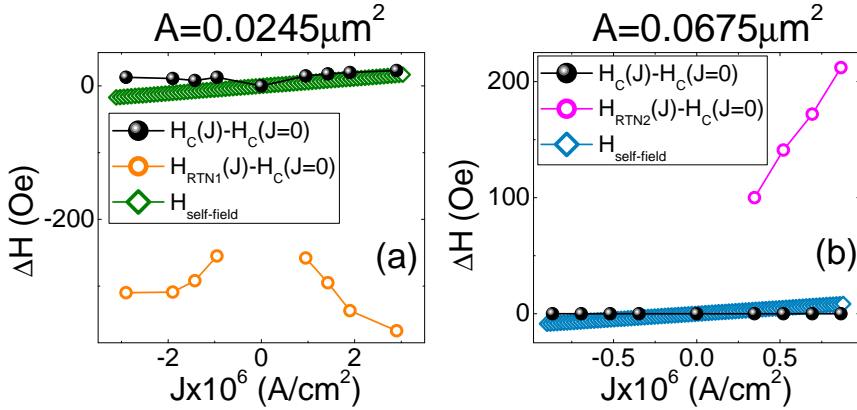 A=0.0245μm²
0
-200
ΔH (Oe)
H_C(J)-H_C(J=0)
H_RTN1(J)-H_C(J=0)
H_self-field
(a)
-2 0 2
Jx10⁶ (A/cm²)
A=0.0675μm²
200
100
0
ΔH (Oe)
H_C(J)-H_C(J=0)
H_RTN2(J)-H_C(J=0)
H_self-field
(b)
-0.5 0.0 0.5
Jx10⁶ (A/cm²)